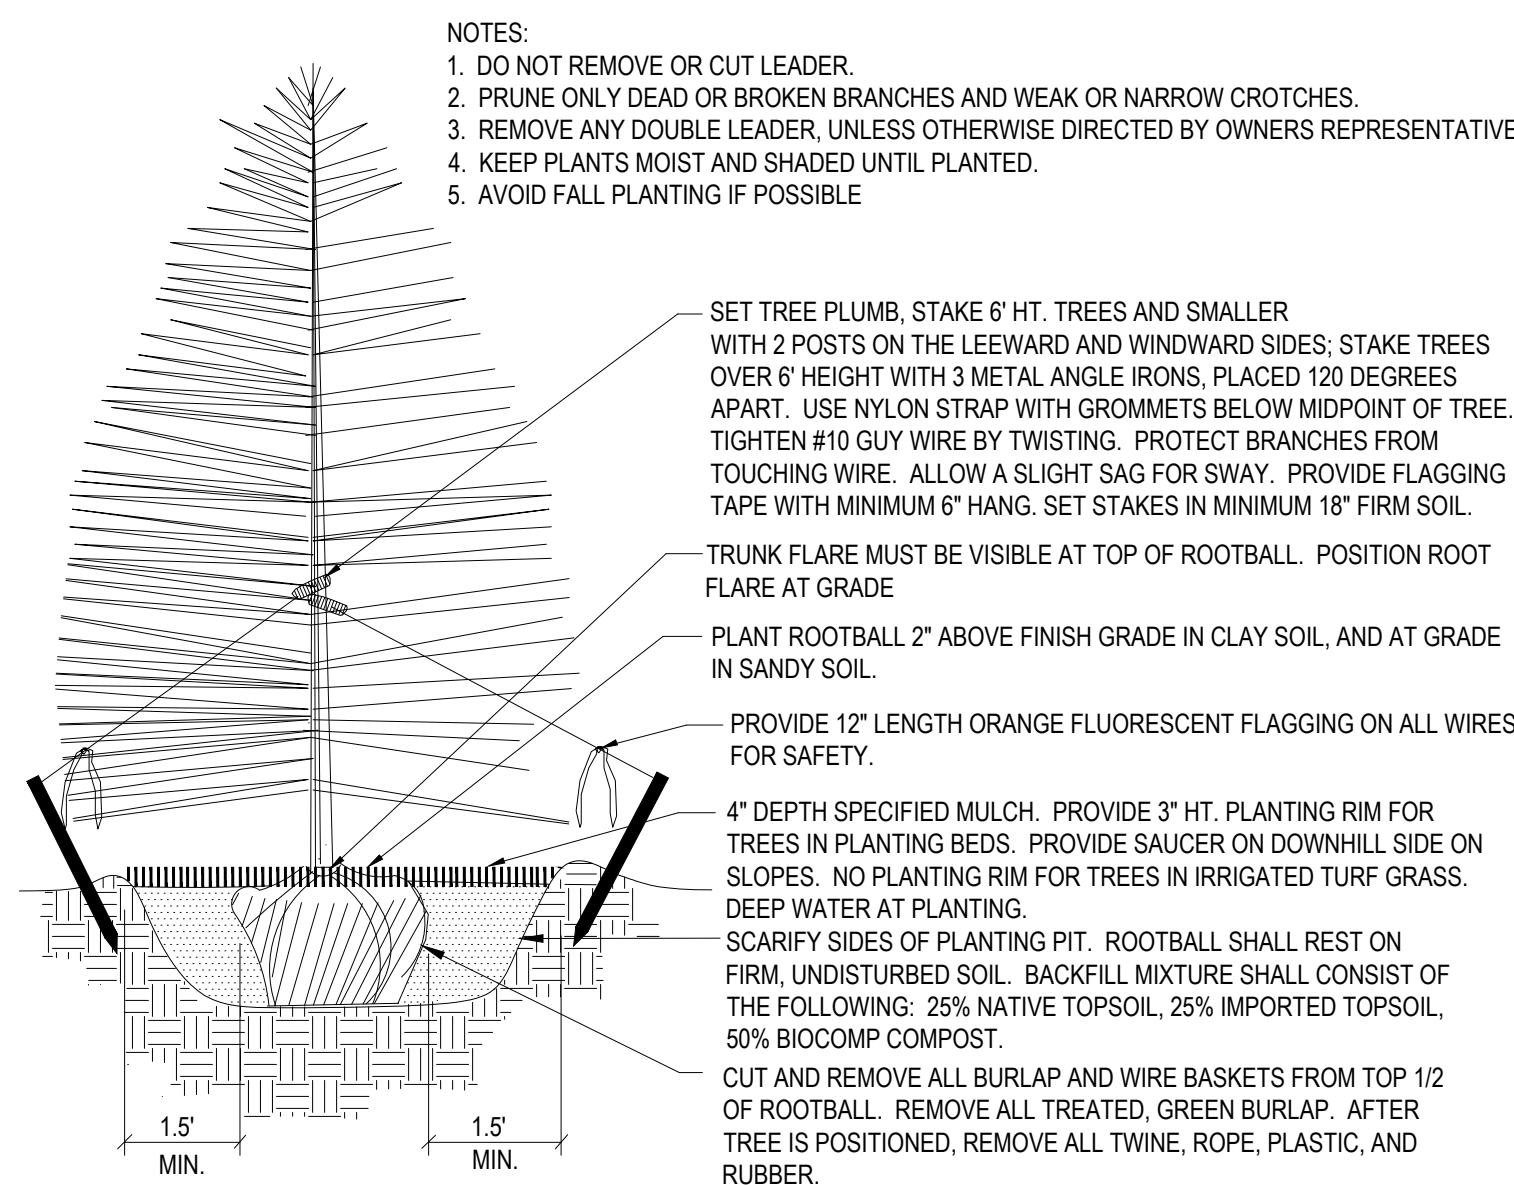 NOTES:
1. DO NOT REMOVE OR CUT LEADER.
2. PRUNE ONLY DEAD OR BROKEN BRANCHES AND WEAK OR NARROW CROTCHES.
3. REMOVE ANY DOUBLE LEADER, UNLESS OTHERWISE DIRECTED BY OWNERS REPRESENTATIVE
4. KEEP PLANTS MOIST AND SHADED UNTIL PLANTED.
5. AVOID FALL PLANTING IF POSSIBLE
SET TREE PLUMB, STAKE 6' HT. TREES AND SMALLER
WITH 2 POSTS ON THE LEEWARD AND WINDWARD SIDES; STAKE TREES
OVER 6' HEIGHT WITH 3 METAL ANGLE IRONS, PLACED 120 DEGREES
APART. USE NYLON STRAP WITH GROMMETS BELOW MIDPOINT OF TREE.
TIGHTEN #10 GUY WIRE BY TWISTING. PROTECT BRANCHES FROM
TOUCHING WIRE. ALLOW A SLIGHT SAG FOR SWAY. PROVIDE FLAGGING
TAPE WITH MINIMUM 6" HANG. SET STAKES IN MINIMUM 18" FIRM SOIL.
TRUNK FLARE MUST BE VISIBLE AT TOP OF ROOTBALL. POSITION ROOT
FLARE AT GRADE
PLANT ROOTBALL 2" ABOVE FINISH GRADE IN CLAY SOIL, AND AT GRADE
IN SANDY SOIL.
PROVIDE 12" LENGTH ORANGE FLUORESCENT FLAGGING ON ALL WIRES
FOR SAFETY.
4" DEPTH SPECIFIED MULCH. PROVIDE 3" HT. PLANTING RIM FOR
TREES IN PLANTING BEDS. PROVIDE SAUCER ON DOWNHILL SIDE ON
SLOPES. NO PLANTING RIM FOR TREES IN IRRIGATED TURF GRASS.
DEEP WATER AT PLANTING.
SCARIFY SIDES OF PLANTING PIT. ROOTBALL SHALL REST ON
FIRM, UNDISTURBED SOIL. BACKFILL MIXTURE SHALL CONSIST OF
THE FOLLOWING: 25% NATIVE TOPSOIL, 25% IMPORTED TOPSOIL,
50% BIOCOMP COMPOST.
CUT AND REMOVE ALL BURLAP AND WIRE BASKETS FROM TOP 1/2
OF ROOTBALL. REMOVE ALL TREATED, GREEN BURLAP. AFTER
TREE IS POSITIONED, REMOVE ALL TWINE, ROPE, PLASTIC, AND
RUBBER.
1.5'
MIN.
1.5'
MIN.